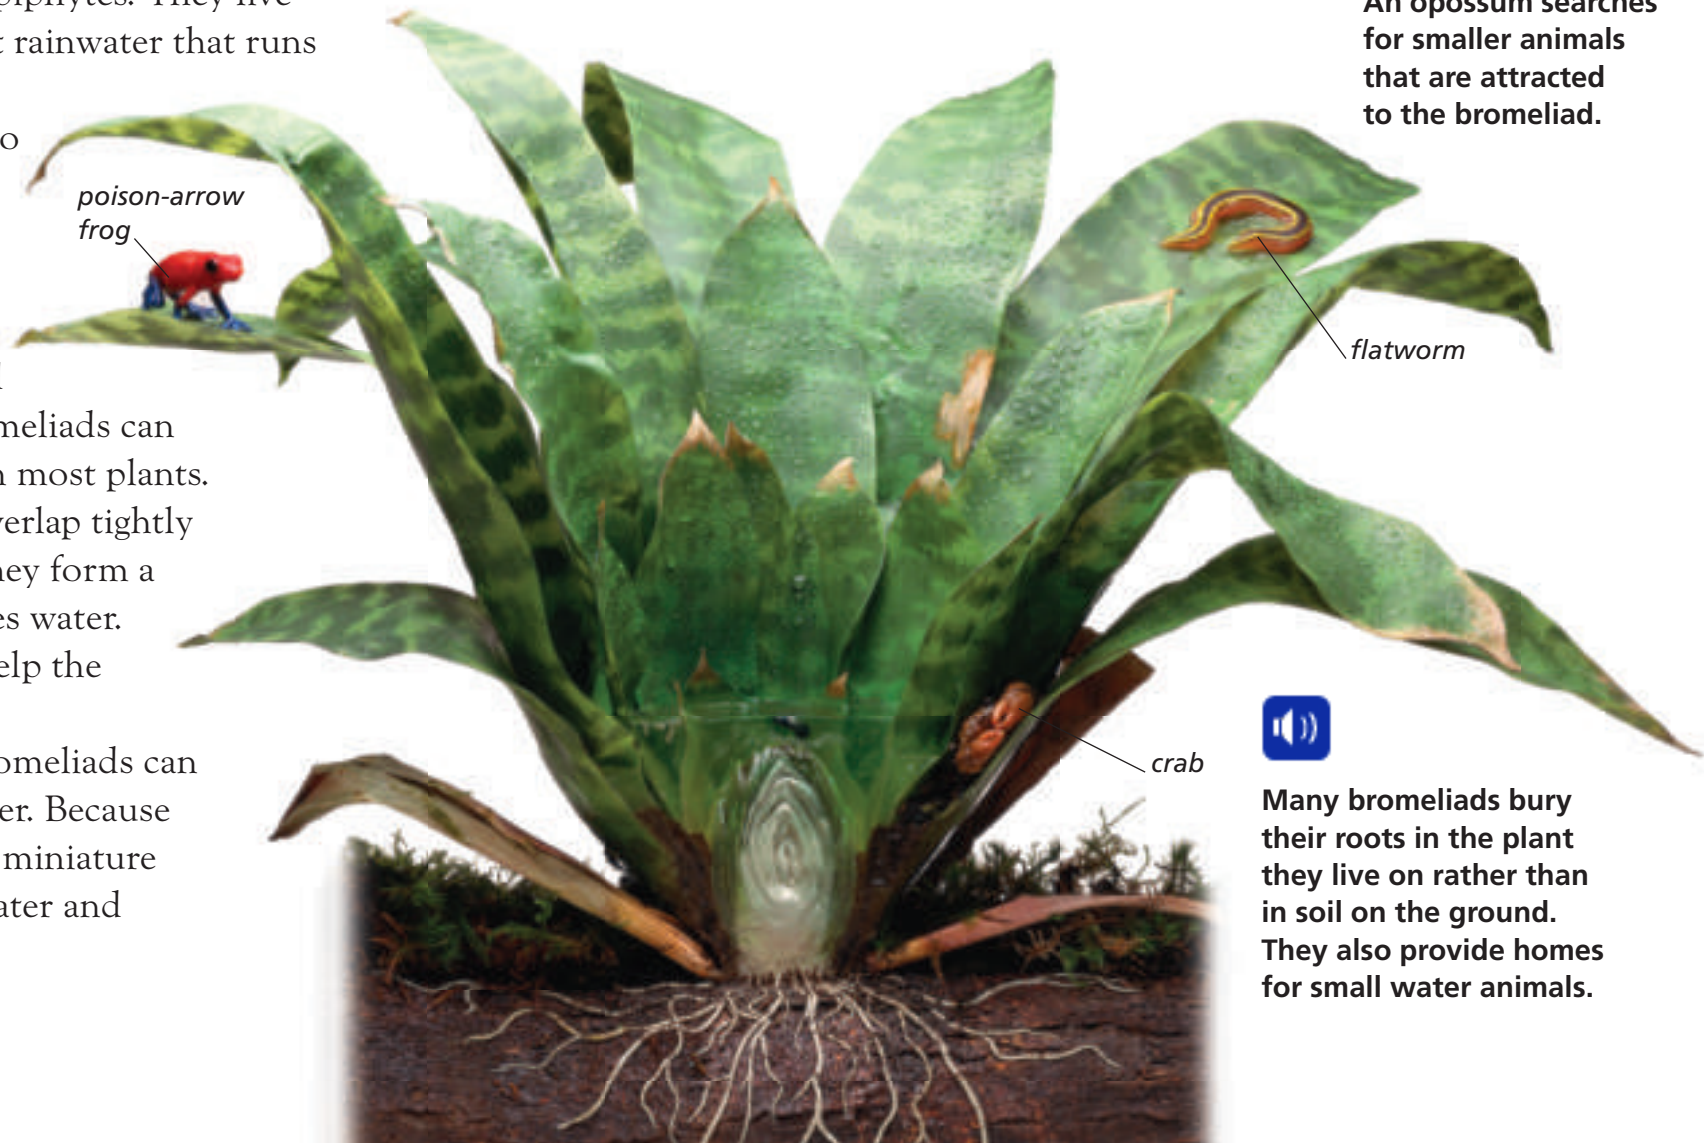 They live
rainwater that runs
o
meliads can
most plants.
verlap tightly
ey form a
es water.
elp the
omeliads can
er. Because
miniature
ater and
An opossum searches
for smaller animals
that are attracted
to the bromeliad.
poison-arrow
frog
flatworm
crab
Many bromeliads bury
their roots in the plant
they live on rather than
in soil on the ground.
They also provide homes
for small water animals.